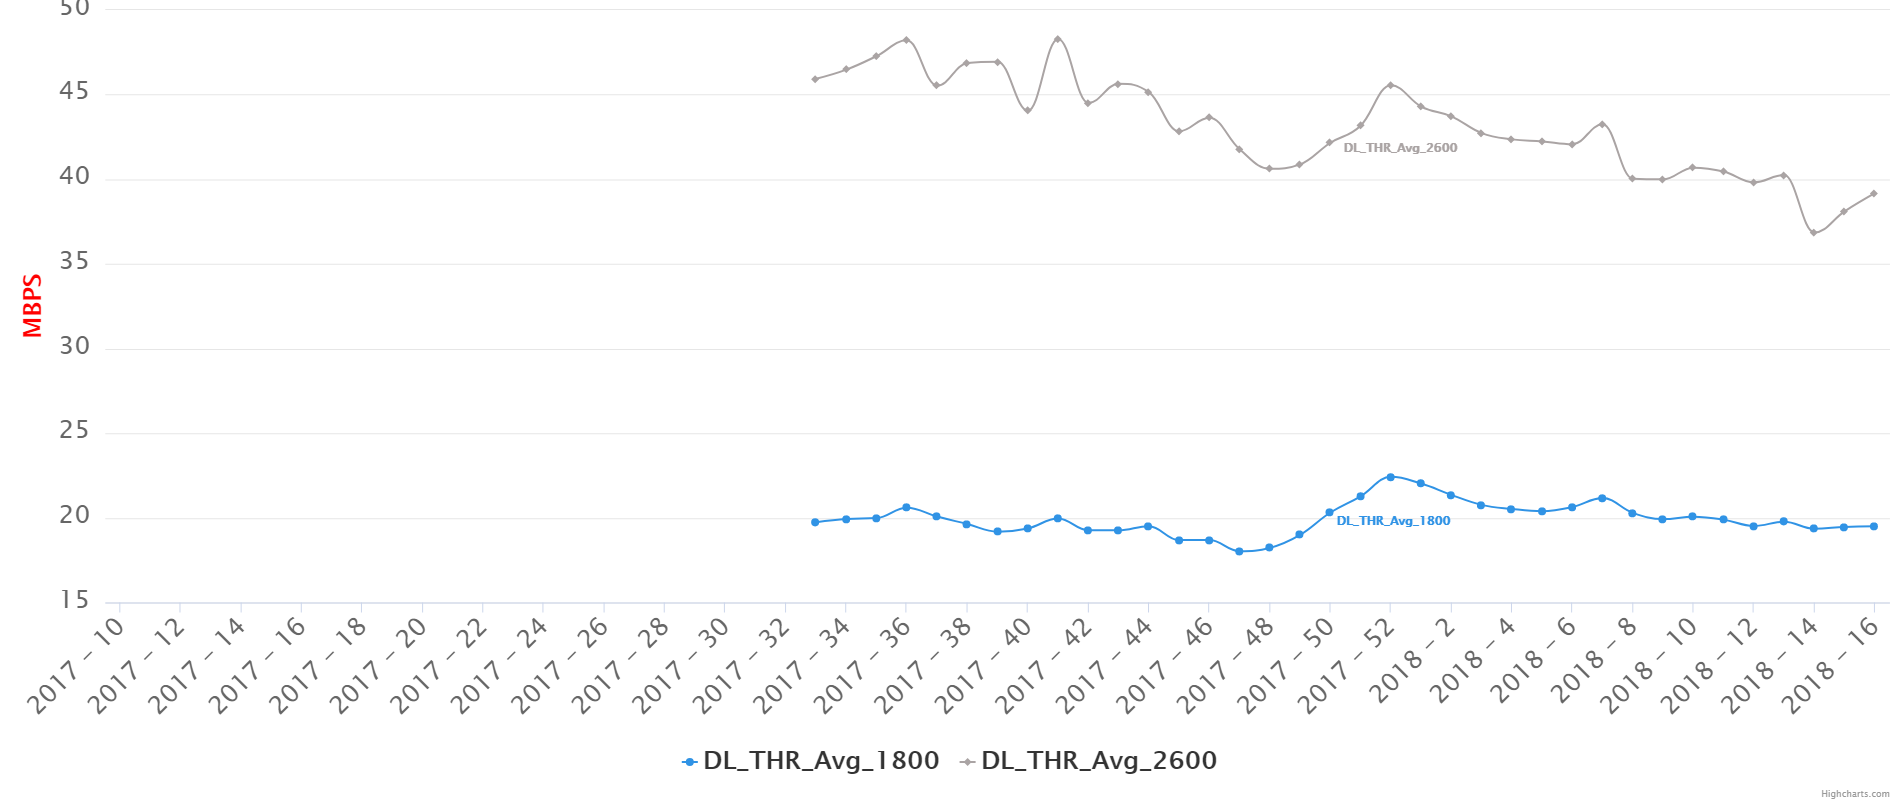 50
45
40
35
30
25
20
15
MBPS
DL_THR_Avg_2600
DL_THR_Avg_1800
2017 – 10
2017 – 12
2017 – 14
2017 – 16
2017 – 18
2017 – 20
2017 – 22
2017 – 24
2017 – 26
2017 – 28
2017 – 30
2017 – 32
2017 – 34
2017 – 36
2017 – 38
2017 – 40
2017 – 42
2017 – 44
2017 – 46
2017 – 48
2017 – 50
2017 – 52
2018 – 2
2018 – 4
2018 – 6
2018 – 8
2018 – 10
2018 – 12
2018 – 14
2018 – 16
DL_THR_Avg_1800 DL_THR_Avg_2600
Highcharts.com